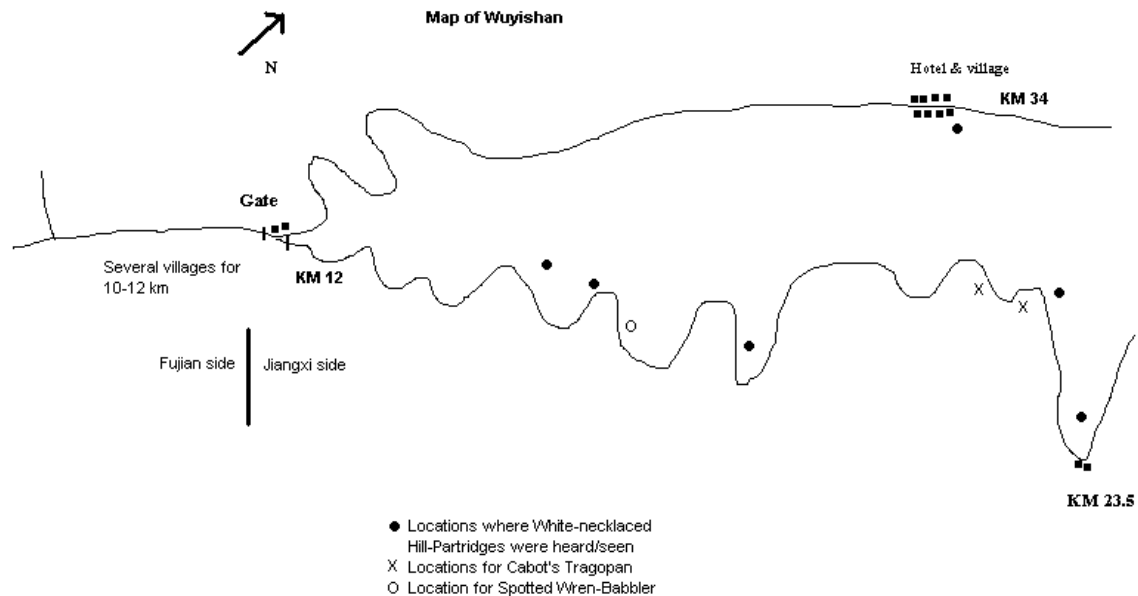 Map of Wuyishan
N
Hotel & village
KM 34
Gate
KM 12
Several villages for
10-12 km
Fujian side
Jiangxi side
KM 23.5
Locations where White-necklaced
Hill-Partridges were heard/seen
X Locations for Cabot's Tragopan
O Location for Spotted Wren-Babbler
X
X
O